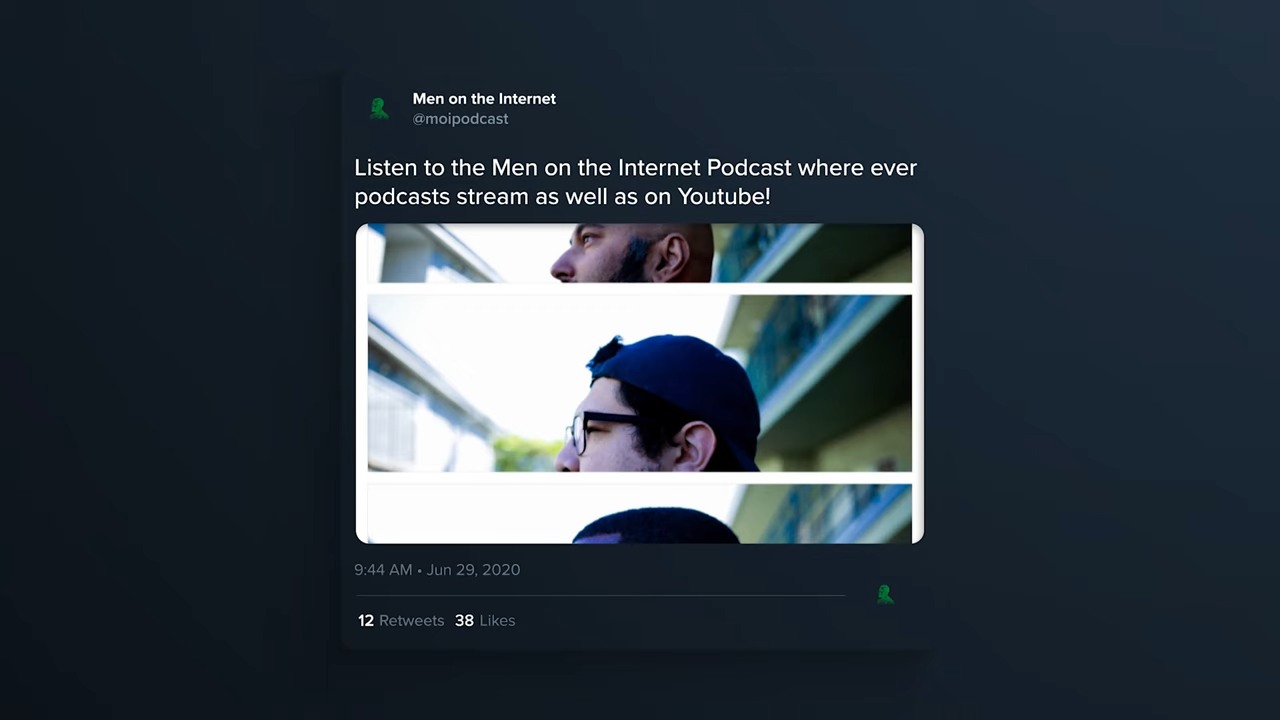 Men on the Internet
@moipodcast
Listen to the Men on the Internet Podcast where ever
podcasts stream as well as on Youtube!
9:44 AM • Jun 29, 2020
12 Retweets 38 Likes